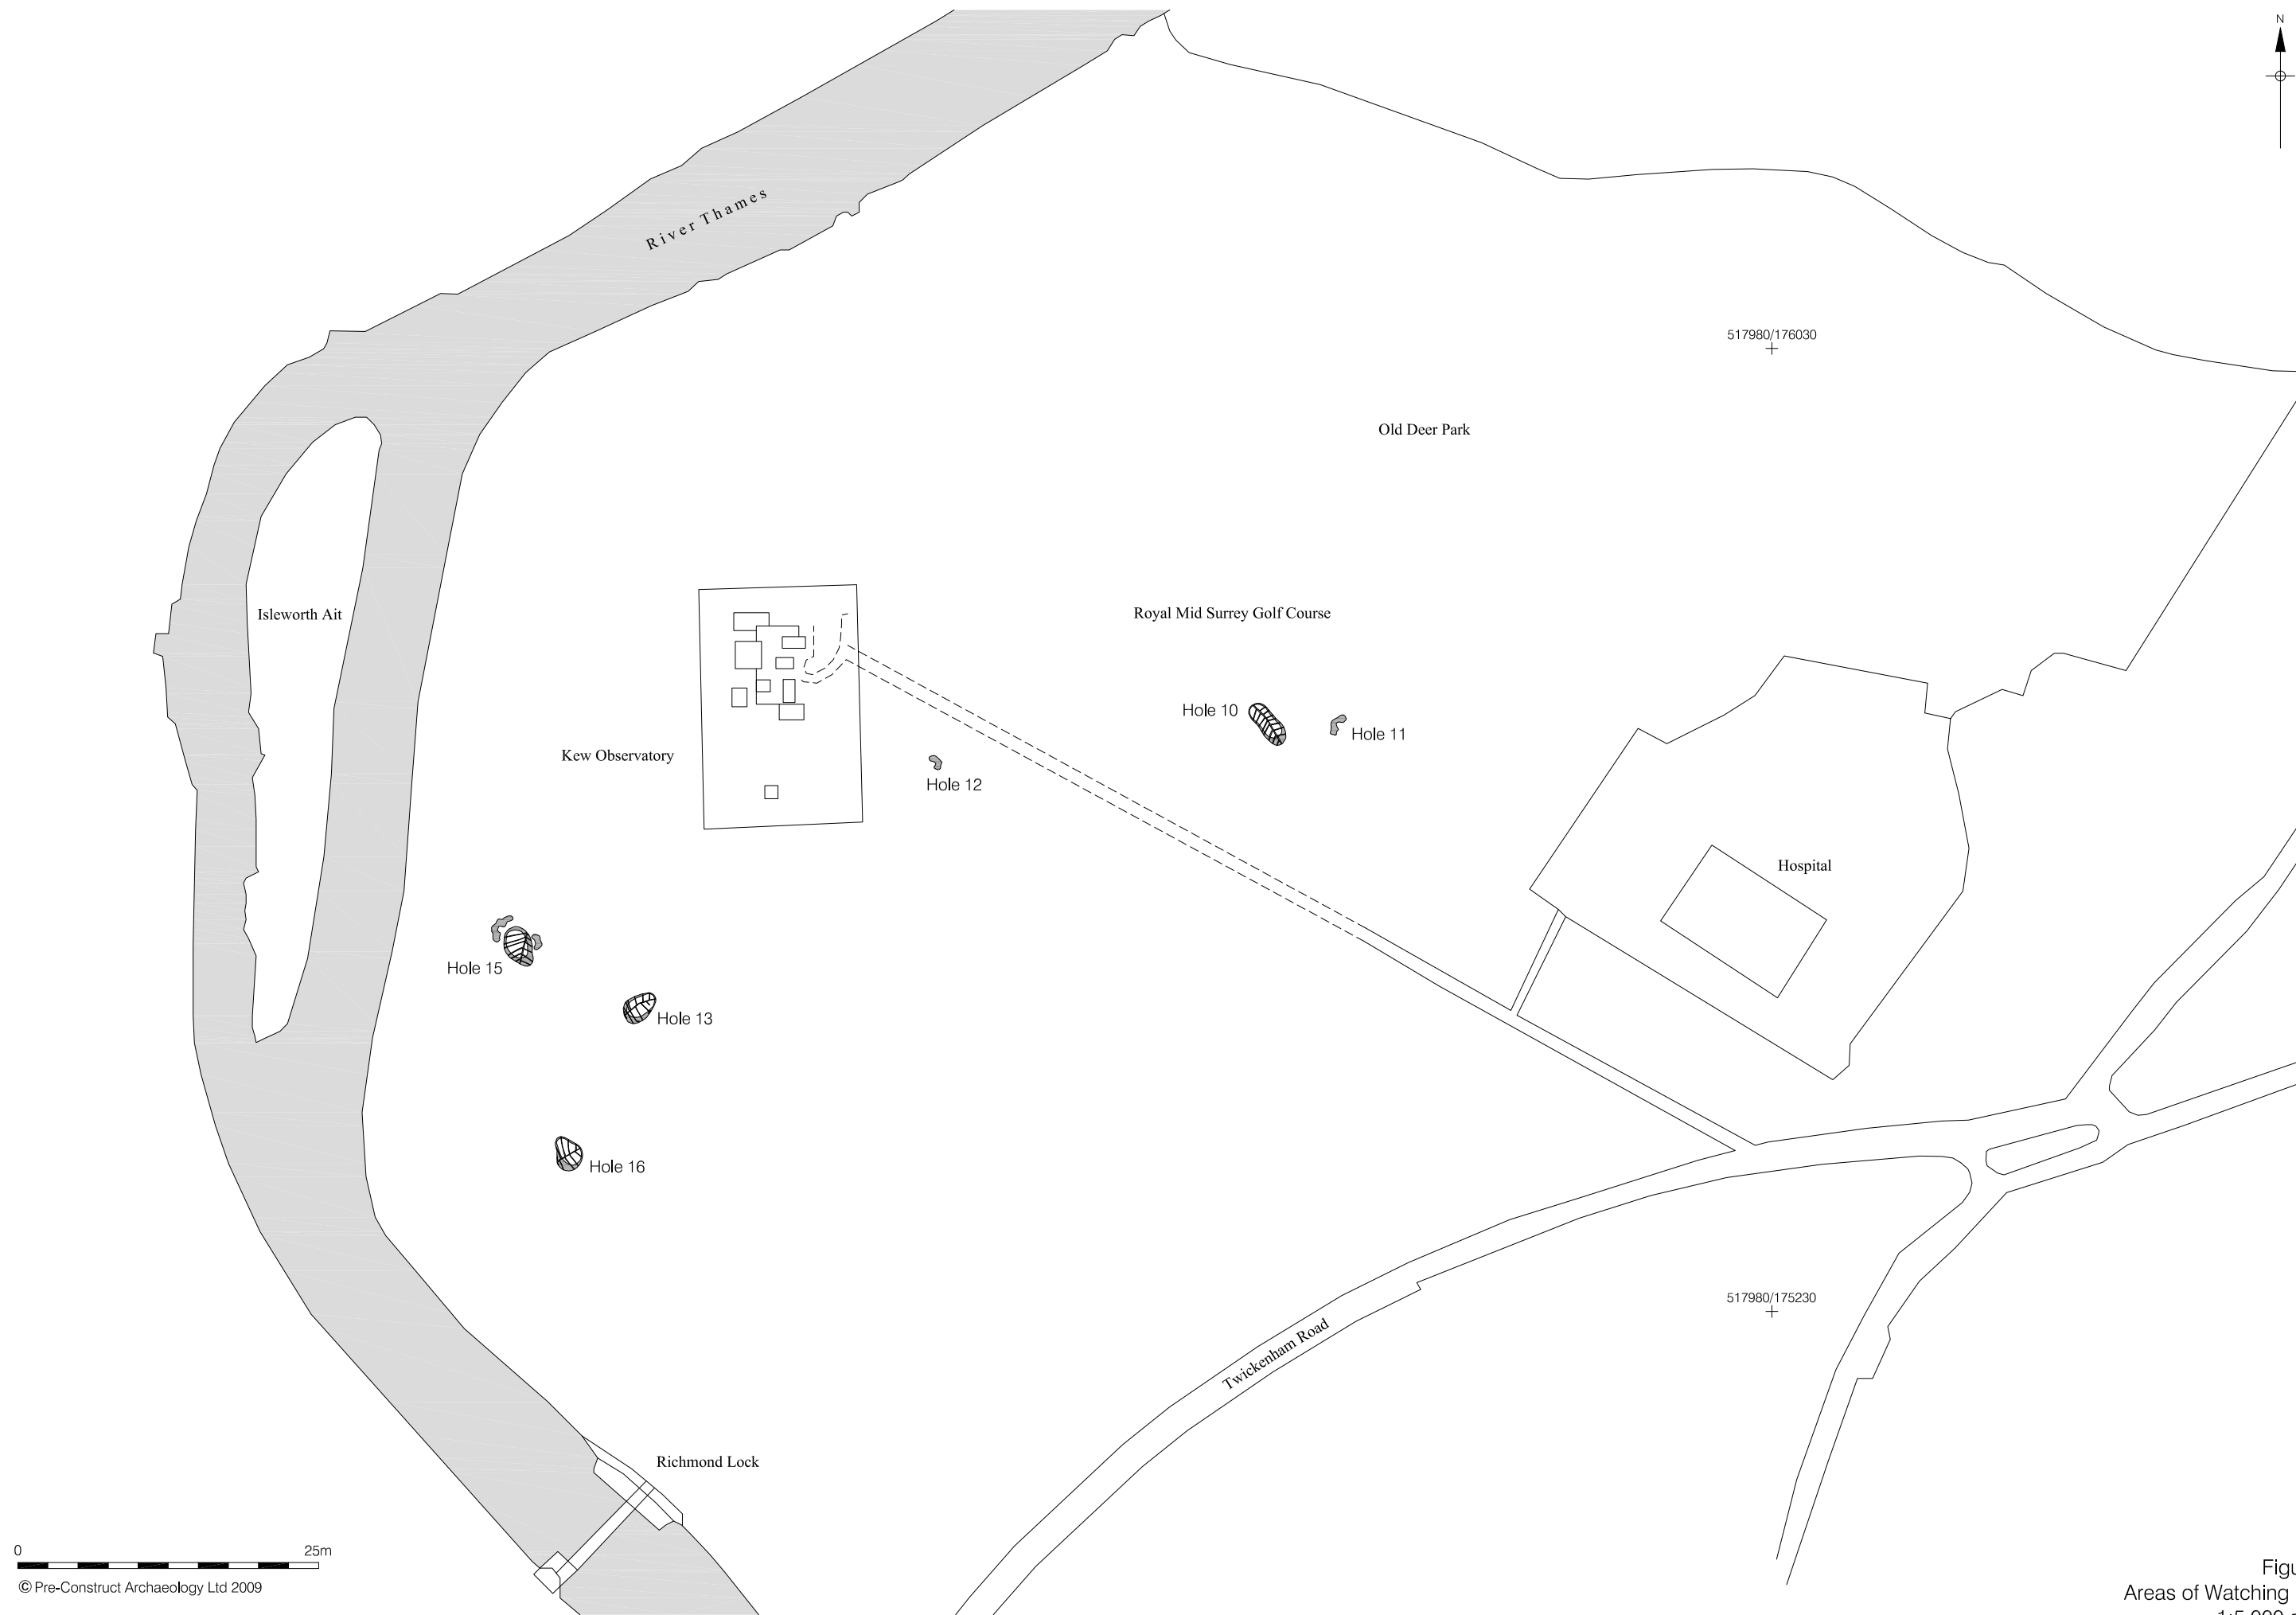 N
River Thames
517980/176030
Old Deer Park
Isleworth Ait
Royal Mid Surrey Golf Course
Hole 10
Hole 11
Kew Observatory
Hole 12
Hospital
Hole 15
Hole 13
Hole 16
517980/175230
Twickenham Road
Richmond Lock
0 25m
© Pre-Construct Archaeology Ltd 2009
Areas of Watching